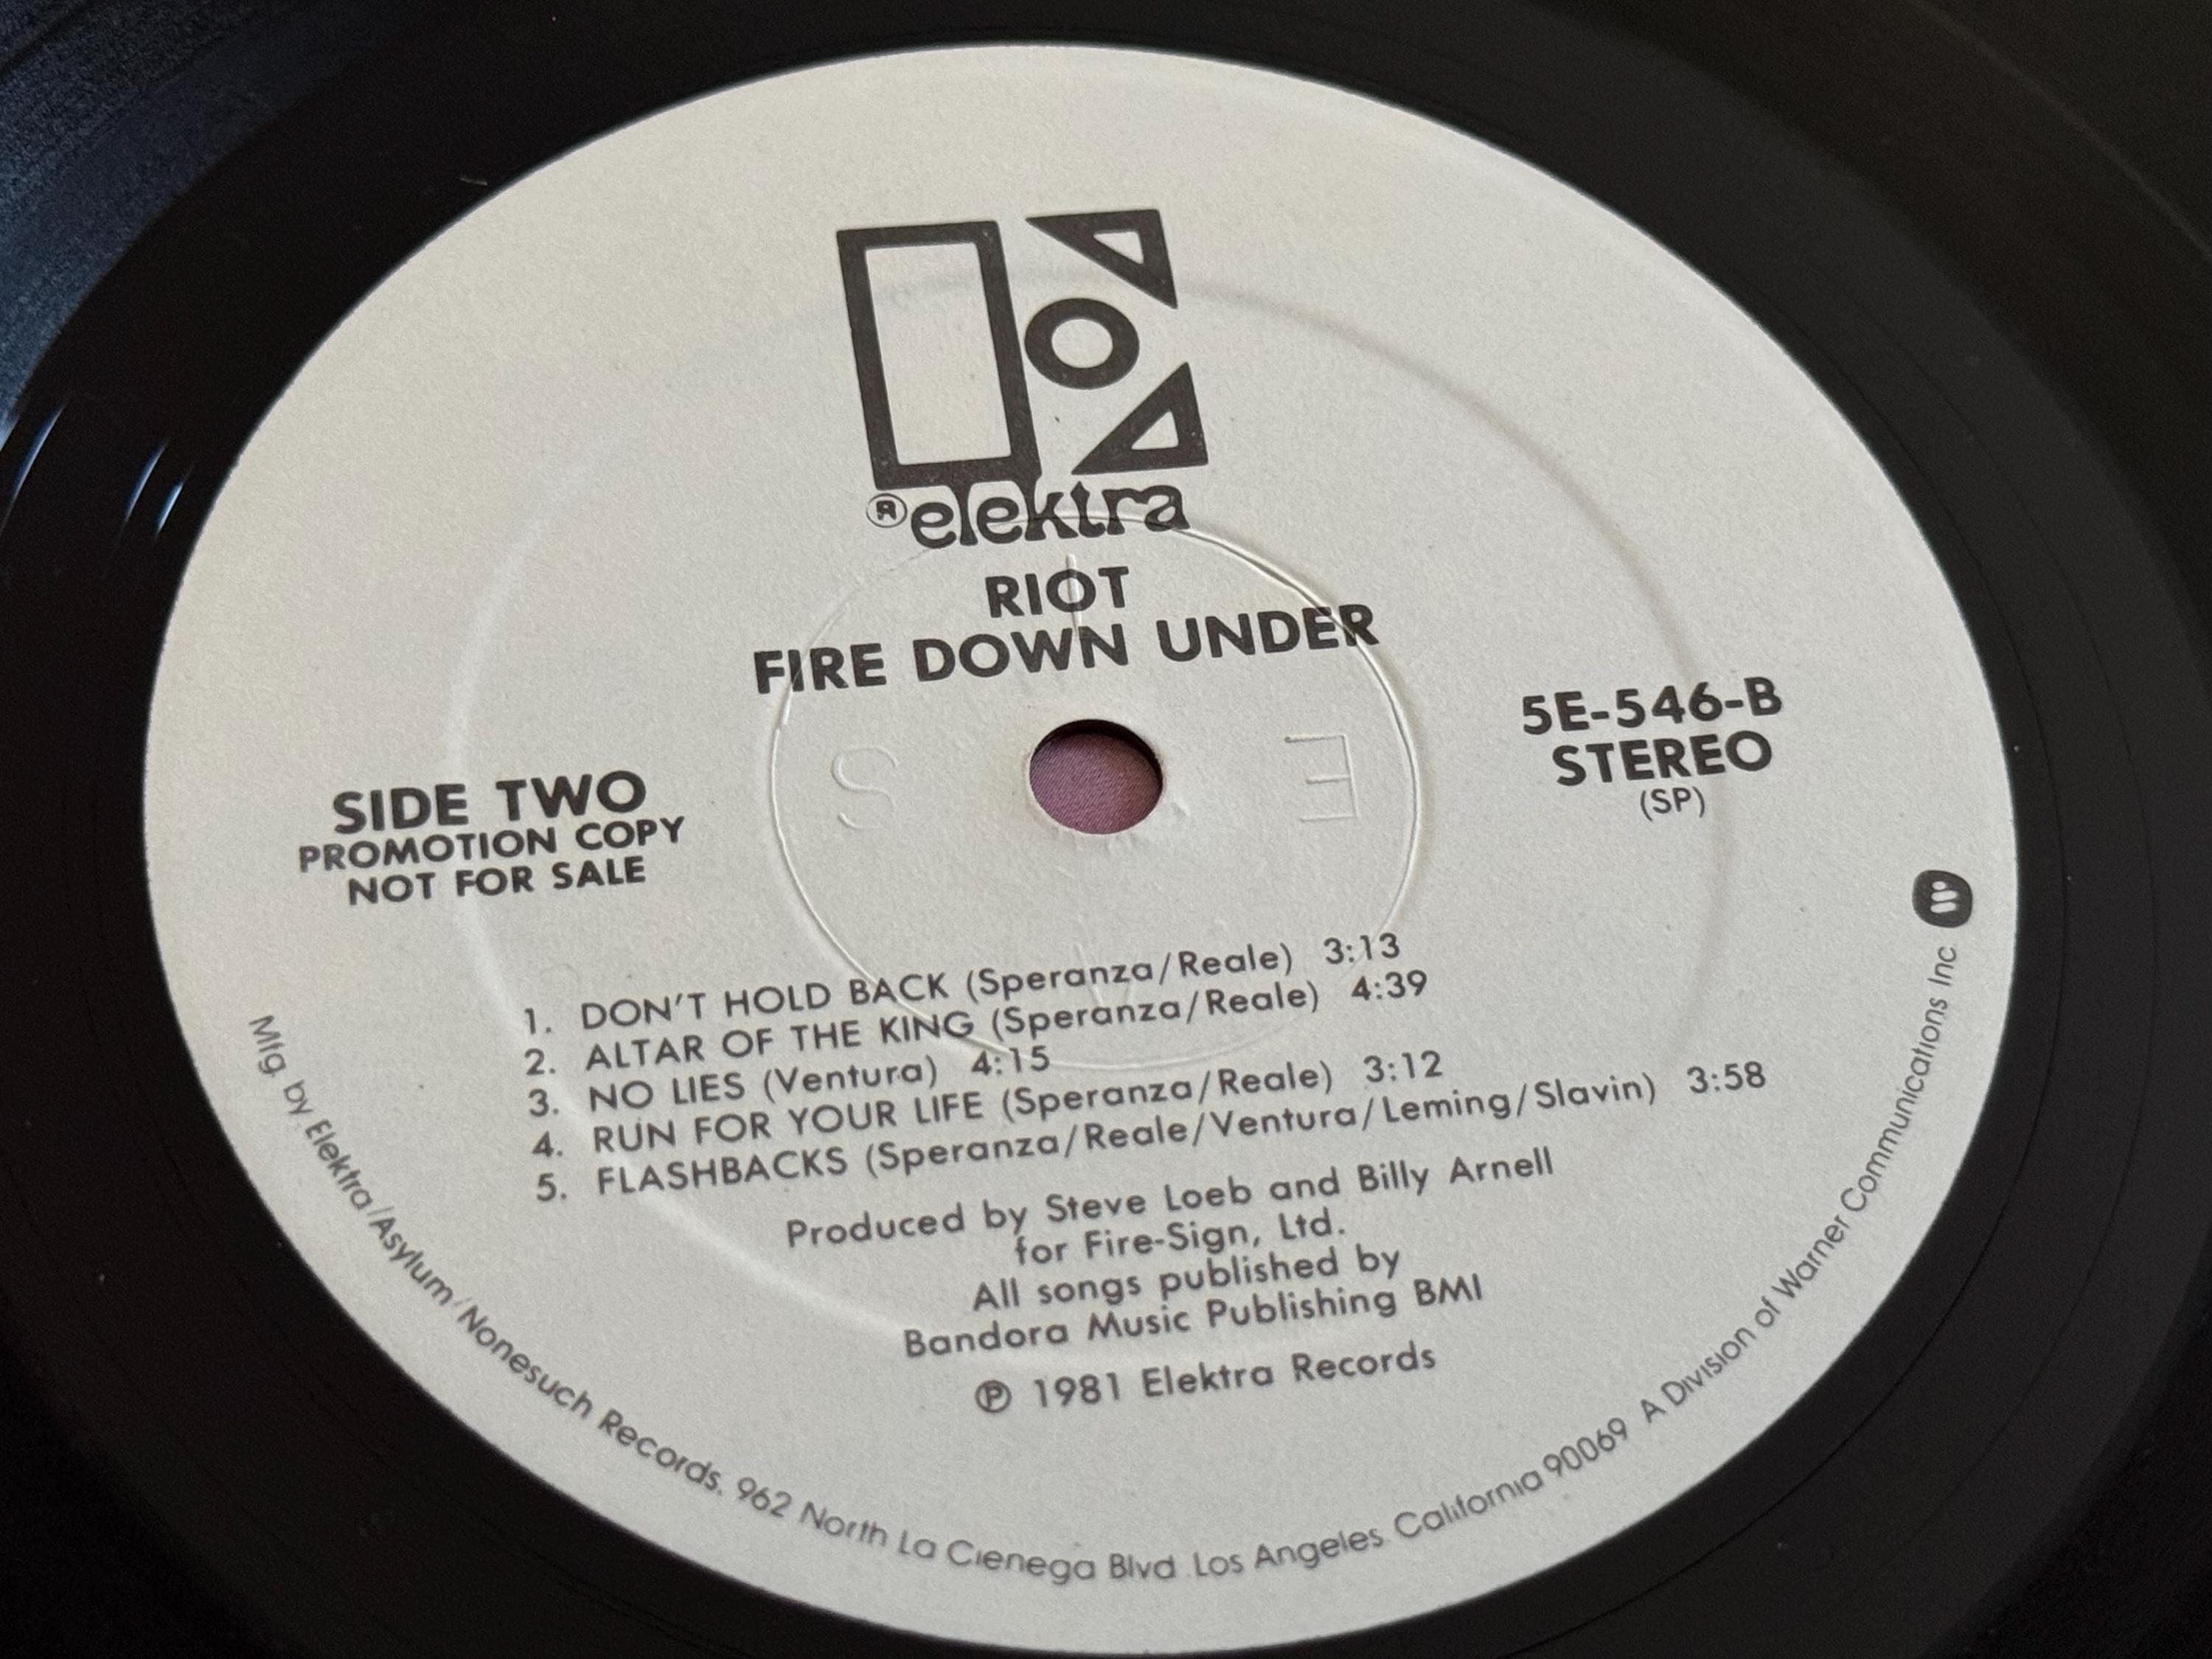 ® elektra
RIOT
FIRE DOWN UNDER
5E-546-B
STEREO
(SP)
SIDE TWO
PROMOTION COPY
NOT FOR SALE
S E
1. DON'T HOLD BACK (Speranza/Reale) 3:13
2. ALTAR OF THE KING (Speranza/Reale) 4:39
3. NO LIES (Ventura) 4:15
4. RUN FOR YOUR LIFE (Speranza/Reale) 3:12
5. FLASHBACKS (Speranza/Reale/Ventura/Leming/Slavin) 3:58
Produced by Steve Loeb and Billy Arnell
for Fire-Sign, Ltd.
All songs published by
Bandora Music Publishing BMI
℗ 1981 Elektra Records
Mfg. by Elektra/Asylum/Nonesuch Records. 962 North La Cienega Blvd Los Angeles California 90069 A Division of Warner Communications Inc